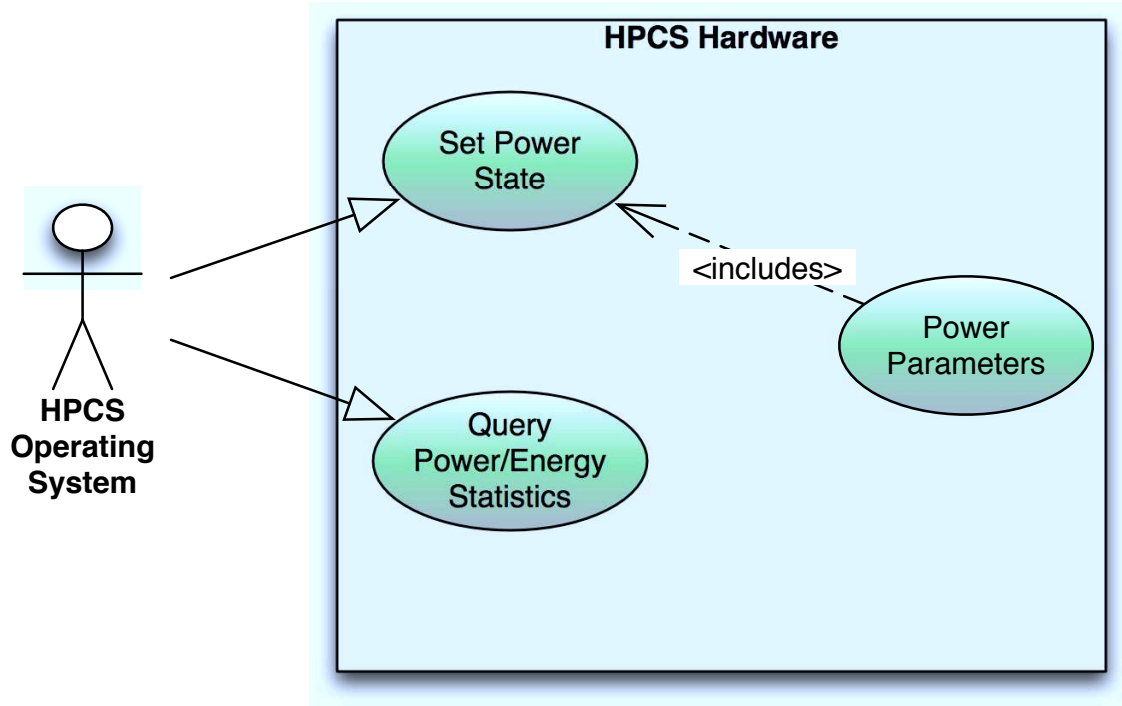 HPCS Hardware
Set Power
State
<includes>
Power
Parameters
HPCS
Operating
System
Query
Power/Energy
Statistics